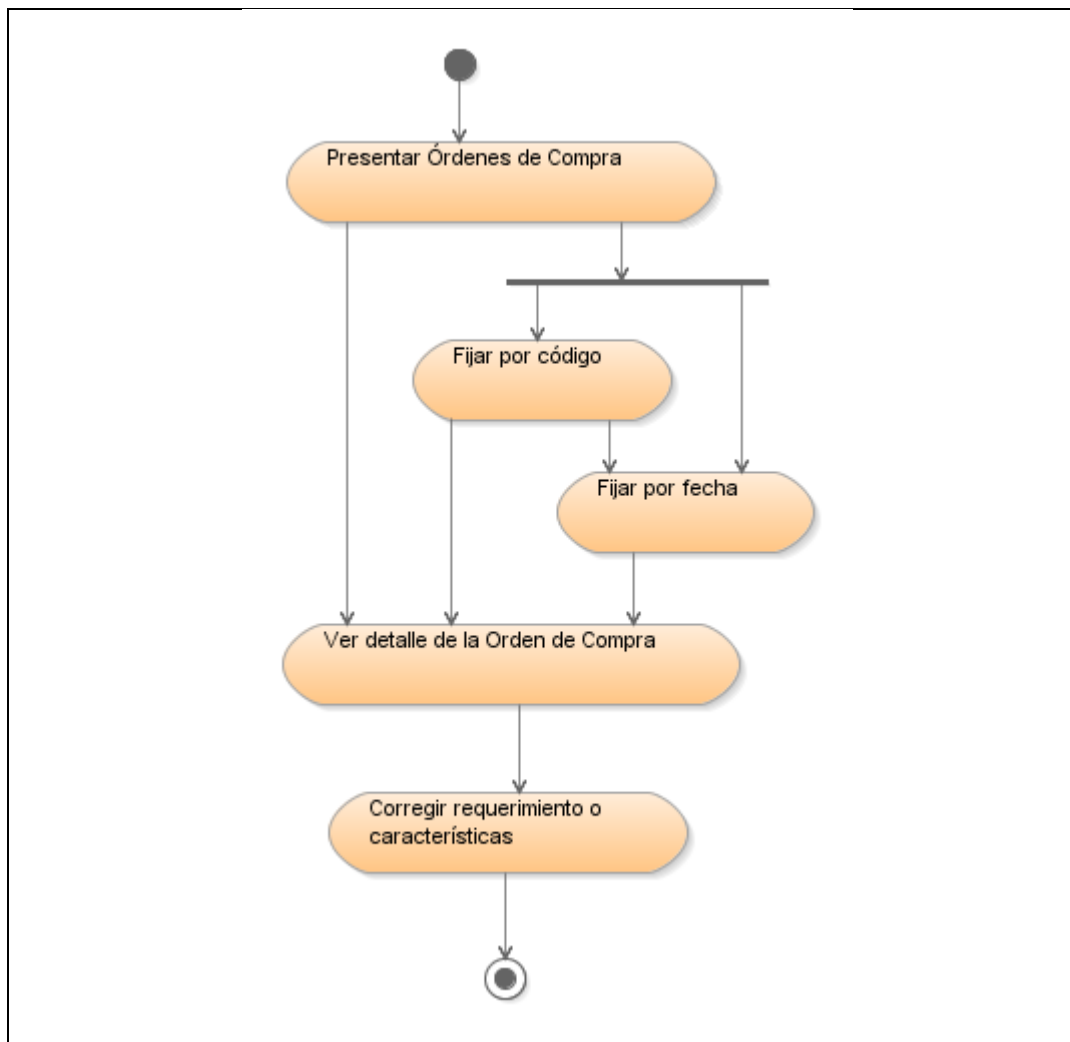 Presentar Órdenes de Compra
Fijar por código
Fijar por fecha
Ver detalle de la Orden de Compra
Corregir requerimiento o
característicass